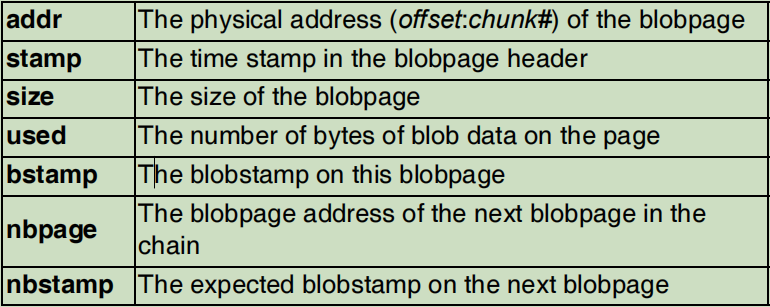 addr The physical address (offset:chunk#) of the blobpage
stamp The time stamp in the blobpage header
size The size of the blobpage
used The number of bytes of blob data on the page
bstamp The blobstamp on this blobpage
nbpage The blobpage address of the next blobpage in the
chain
nbstamp The expected blobstamp on the next blobpage